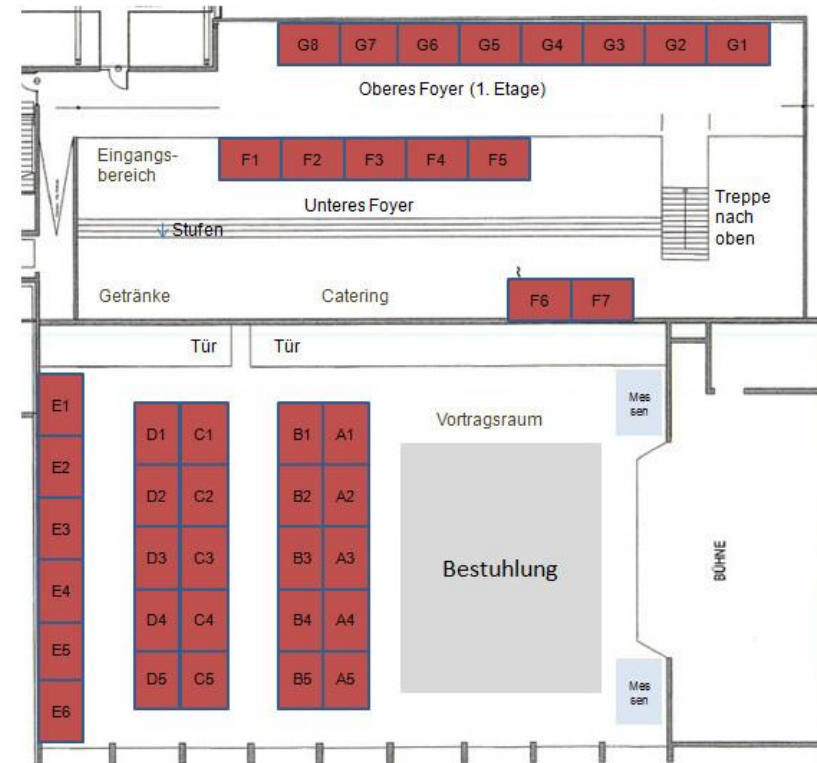 G8 G7 G6 G5 G4 G3 G2 G1
Oberes Foyer (1. Etage)
Eingangs-
bereich
F1 F2 F3 F4 F5
Unteres Foyer
Stufen
Treppe
nach
oben
Getränke
Catering
F6 F7
Tür
Tür
E1
E2
E3
E4
E5
E6
D1 C1
D2 C2
D3 C3
D4 C4
D5 C5
B1 A1
B2 A2
B3 A3
B4 A4
B5 A5
Vortragsraum
Bestuhlung
Mes
sen
Mes
sen
BÜHNE